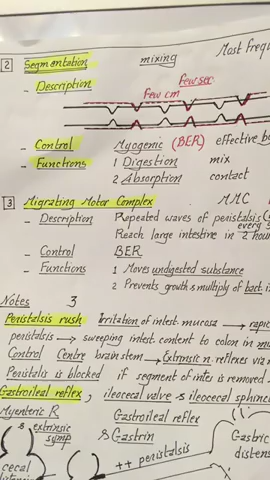 2 Segmentation mixing Most frequ
- Description Few sec
Few cm
- Control Myogenic (BER) effective b
- Functions 1 Digestion mix
2 Absorption contact
3 Migrating Motor Complex MMC
- Description Repeated waves of peristalsis (
every
Reach large intestine in 2 hour
- Control BER
- Functions 1 Moves undigested substance
2 Prevents growth & multiply of bact. i
Notes 3
Peristalsis rush Irritation of intest. mucosa → rapid
peristalsis → sweeping intest content to colon in
Control Centre brain stem → Extrinsic n. reflexes via
Peristalsis is blocked if segment of intes is removed
Gastroileal reflex, ileocecal valve ileocecal sphinc
Myenteric R Gastroileal reflex
extrinsic
symp Gastrin Gastric
cecal ++ peristalsis disten